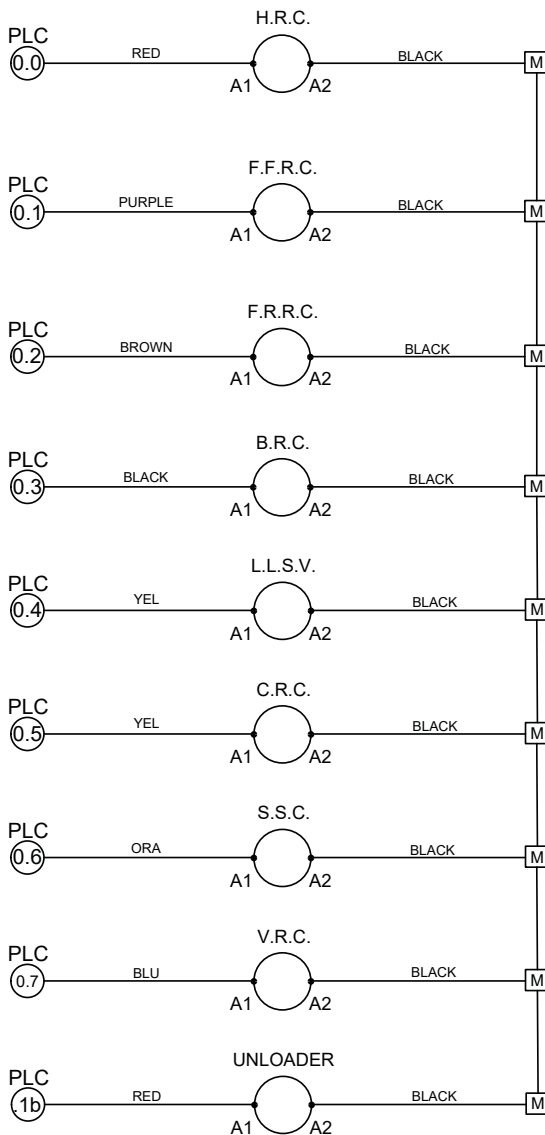 H.R.C.
PLC
0.0 RED A1 A2 BLACK M
F.F.R.C.
PLC
0.1 PURPLE A1 A2 BLACK M
F.R.R.C.
PLC
0.2 BROWN A1 A2 BLACK M
B.R.C.
PLC
0.3 BLACK A1 A2 BLACK M
L.L.S.V.
PLC
0.4 YEL A1 A2 BLACK M
C.R.C.
PLC
0.5 YEL A1 A2 BLACK M
S.S.C.
PLC
0.6 ORA A1 A2 BLACK M
V.R.C.
PLC
0.7 BLU A1 A2 BLACK M
UNLOADER
PLC
.1b RED A1 A2 BLACK M